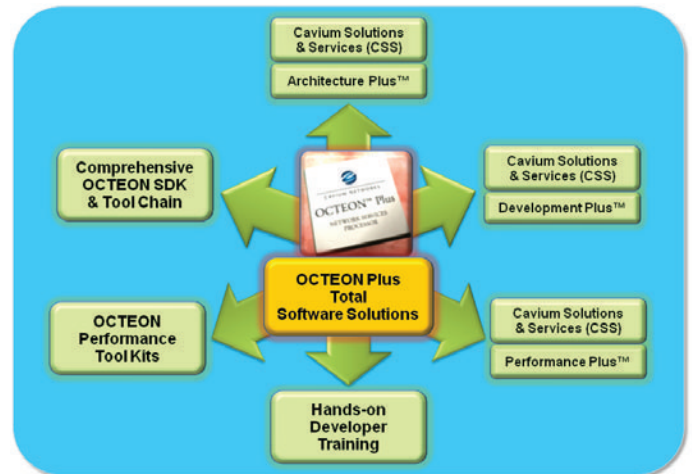 Cavium Solutions
& Services (CSS)
Architecture Plus™
Comprehensive
OCTEON SDK
& Tool Chain
CAVIUM NETWORKS
OCTEON™ Plus
NETWORK SERVICES
PROCESSOR
Cavium Solutions
& Services (CSS)
Development Plus™
OCTEON Plus
Total
Software Solutions
OCTEON
Performance
Tool Kits
Cavium Solutions
& Services (CSS)
Performance Plus™
Hands-on
Developer
Training